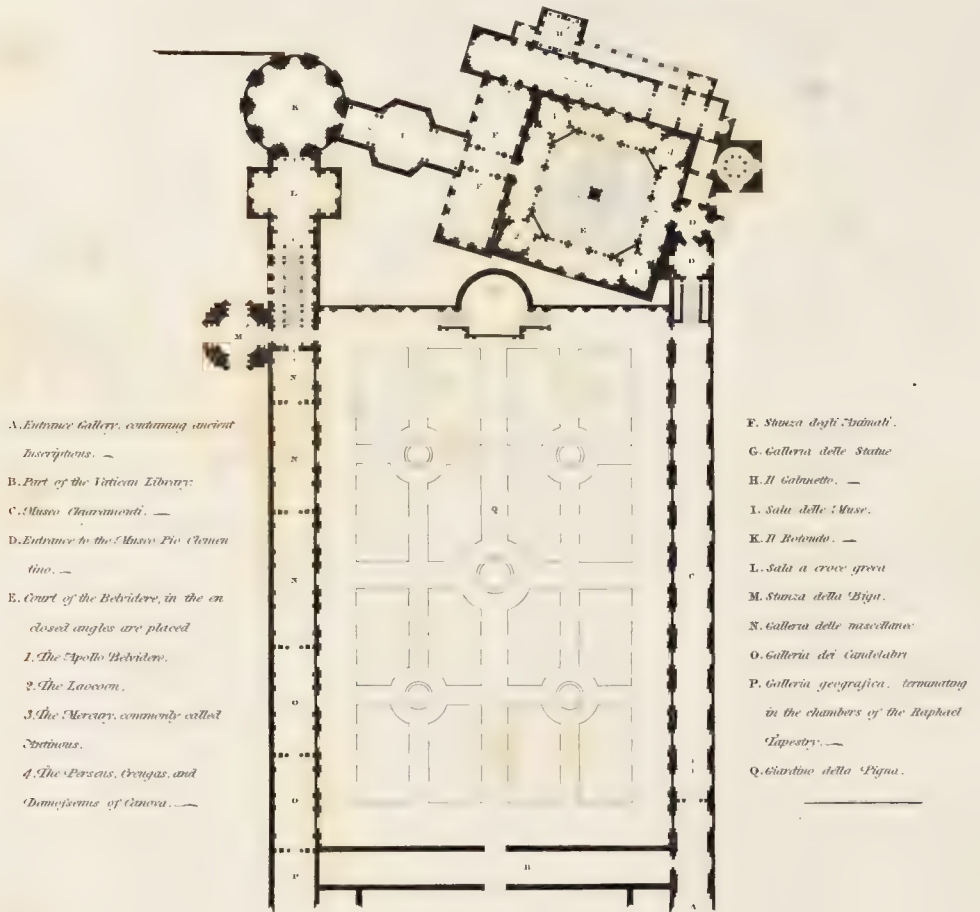 A. Entrance Gallery, containing ancient
Inscriptions. —
B. Part of the Vatican Library;
C. Museo Chiaramonti. —
D. Entrance to the Museo Pio Clemen
tino. —
E. Court of the Belvidere, in the en
closed angles are placed
1. The Apollo Belvidere.
2. The Laocoon.
3. The Mercury, commonly called
Antinous.
4. The Perseus, Creugas, and
Damoxenus of Canova. —
F. Stanza degli Animali.
G. Galleria delle Statue
H. Il Gabinetto. —
I. Sala delle Muse.
K. Il Rotondo. —
L. Sala a croce greca
M. Stanza della Biga.
N. Galleria delle miscellanee
O. Galleria dei Candelabri
P. Galleria geografica, terminating
in the chambers of the Raphael
Tapestry. —
Q. Giardino della Pigna.
H
G
K
I
F
F
L
E
D
D
M
N
N
Q
N
C
O
O
B
P
A